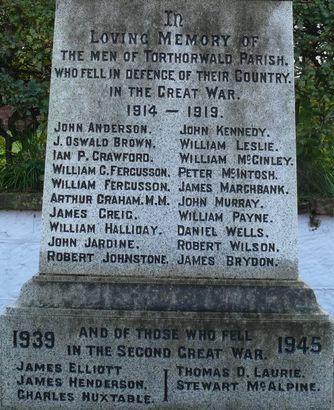 In
Loving Memory of
the men of Torthorwald Parish.
who fell in defence of their Country.
in the Great War.
1914 — 1919.
John Anderson. John Kennedy.
J. Oswald Brown. William Leslie.
Ian P. Crawford. William McGinley.
William C. Fergusson. Peter McIntosh.
William Fergusson. James Marchbank.
Arthur Graham. M.M. John Murray.
James Greig. William Payne.
William Halliday. Daniel Wells.
John Jardine. Robert Wilson.
Robert Johnstone. James Brydon.
1939 and of those who fell 1945
in the Second Great War.
James Elliott Thomas D. Laurie.
James Henderson. Stewart McAlpine.
Charles Huxtable.